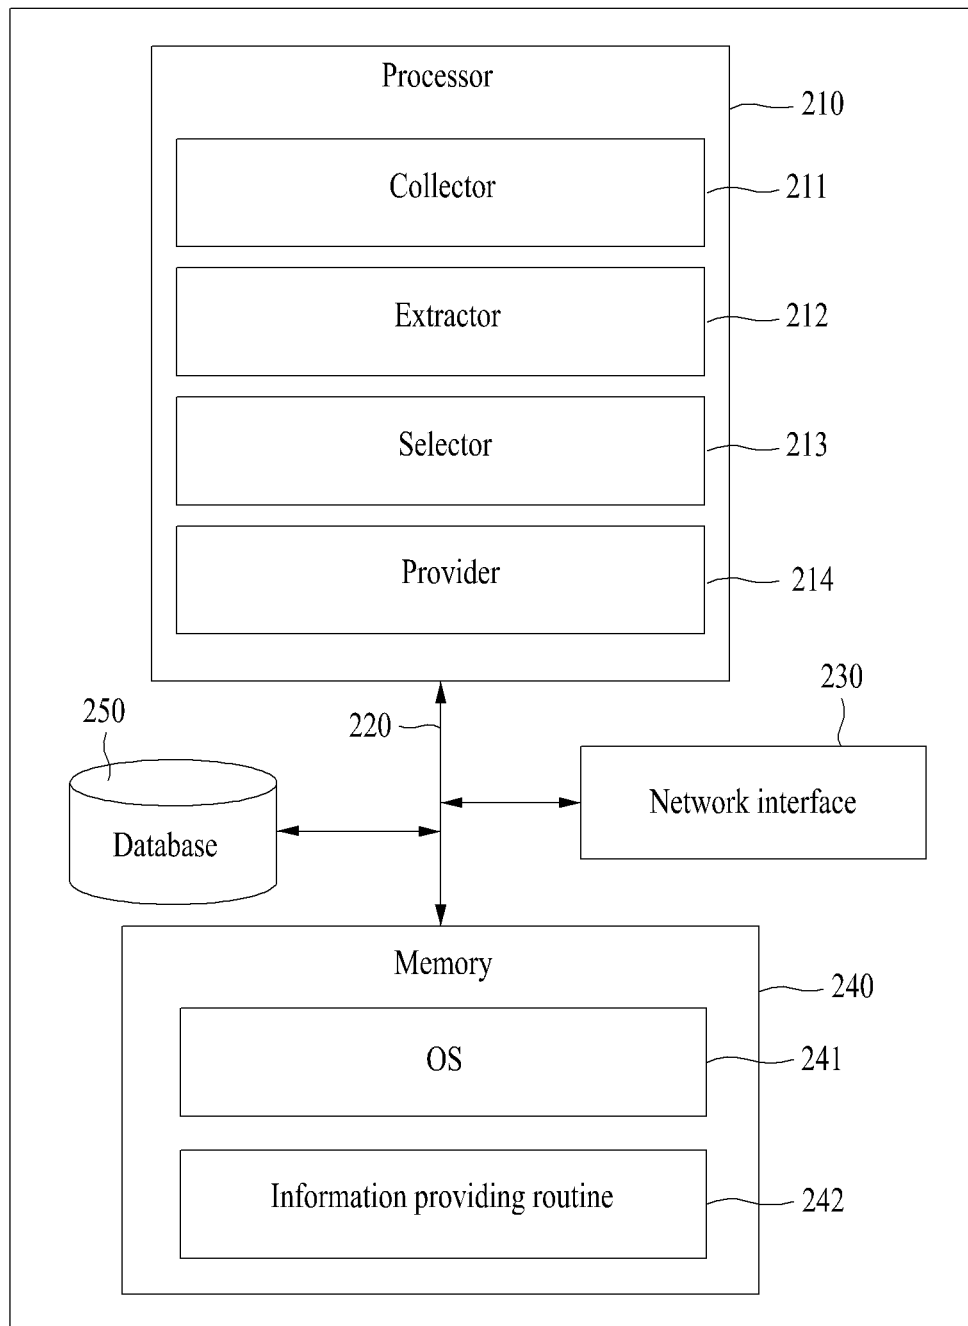 Processor
210
Collector
211
Extractor
212
Selector
213
Provider
214
250
220
230
Network interface
Database
Memory
240
OS
241
Information providing routine
242